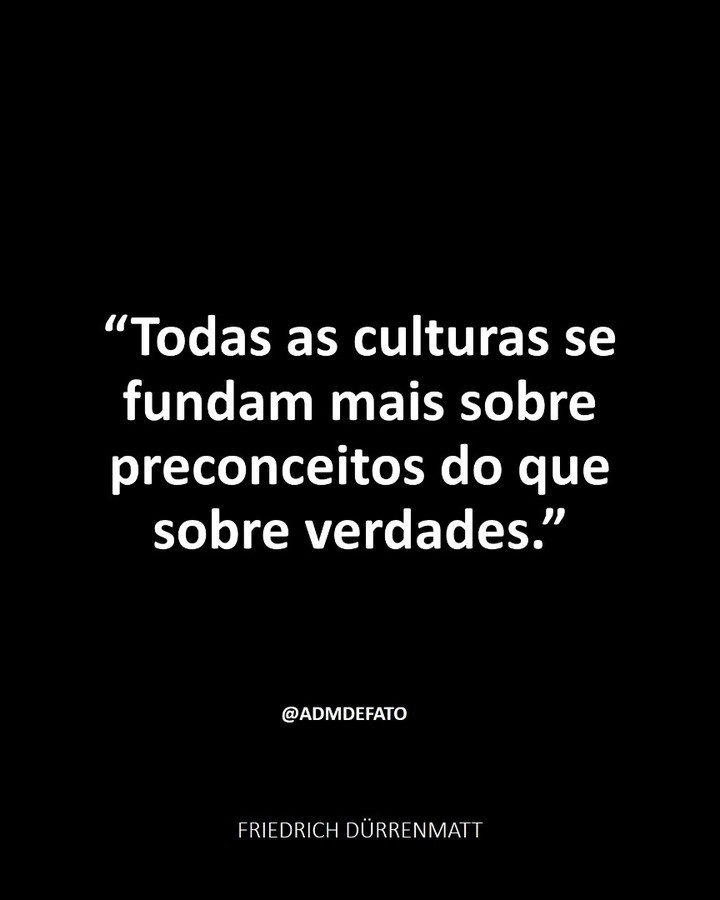 “Todas as culturas se
fundam mais sobre
preconceitos do que
sobre verdades.”
@ADMDEFATO
FRIEDRICH DÜRRENMATT